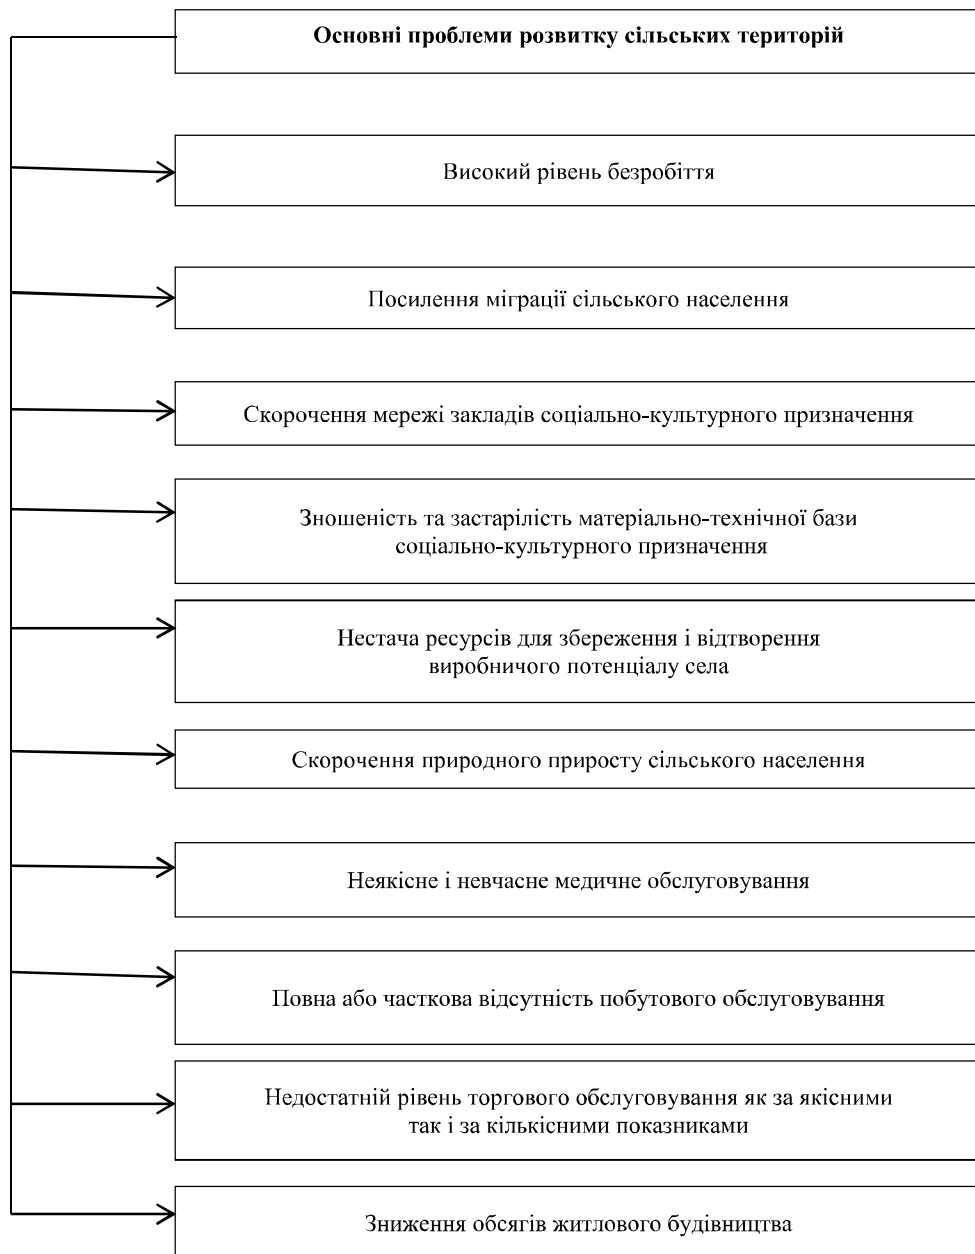 Основні проблеми розвитку сільських територій
Високий рівень безробіття
Посилення міграції сільського населення
Скорочення мережі закладів соціально-культурного призначення
Зношеність та застарілість матеріально-технічної бази
соціально-культурного призначення
Нестача ресурсів для збереження і відтворення
виробничого потенціалу села
Скорочення природного приросту сільського населення
Неякісне і невчасне медичне обслуговування
Повна або часткова відсутність побутового обслуговування
Недостатній рівень торгового обслуговування як за якісними
так і за кількісними показниками
Зниження обсягів житлового будівництва